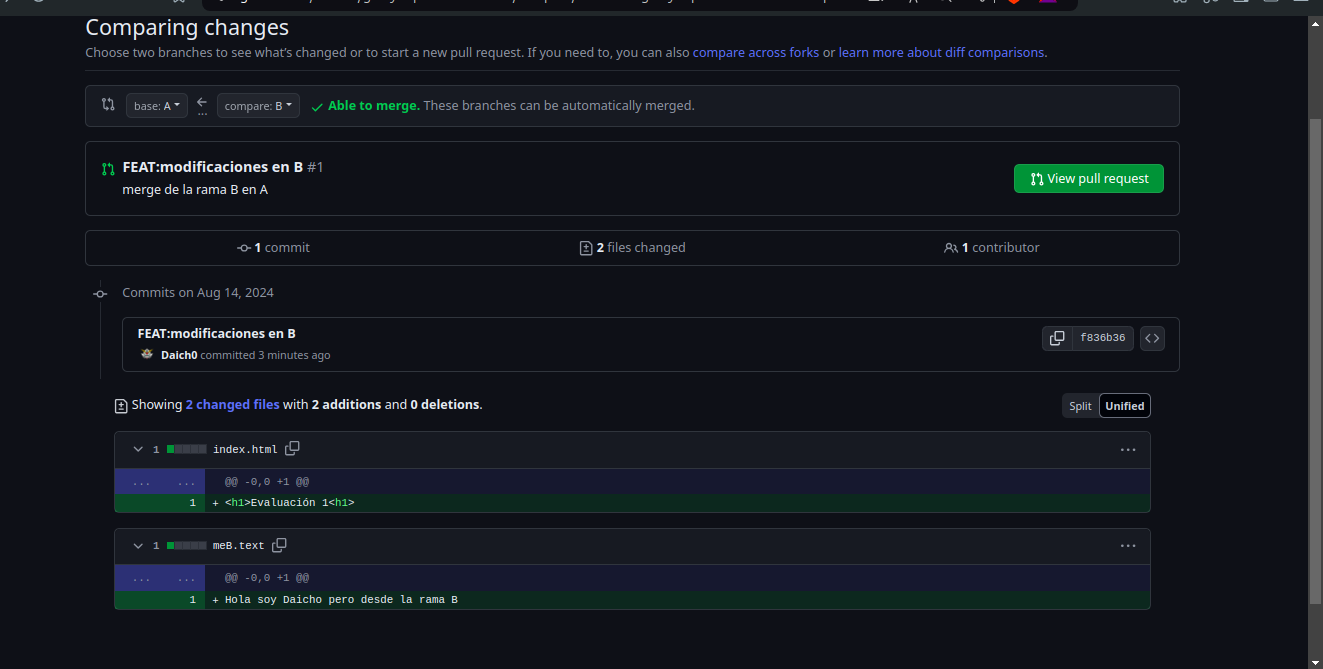 Comparing changes
Choose two branches to see what's changed or to start a new pull request. If you need to, you can also compare across forks or learn more about diff comparisons.
base: A compare: B Able to merge. These branches can be automatically merged.
FEAT:modificaciones en B #1
merge de la rama B en A
View pull request
1 commit 2 files changed 1 contributor
Commits on Aug 14, 2024
FEAT:modificaciones en B
f836b36
Daich0 committed 3 minutes ago
Showing 2 changed files with 2 additions and 0 deletions.
Split Unified
1 index.html
... ... @@ -0,0 +1 @@
1 + <h1>Evaluación 1<h1>
1 meB.text
... ... @@ -0,0 +1 @@
1 + Hola soy Daicho pero desde la rama B